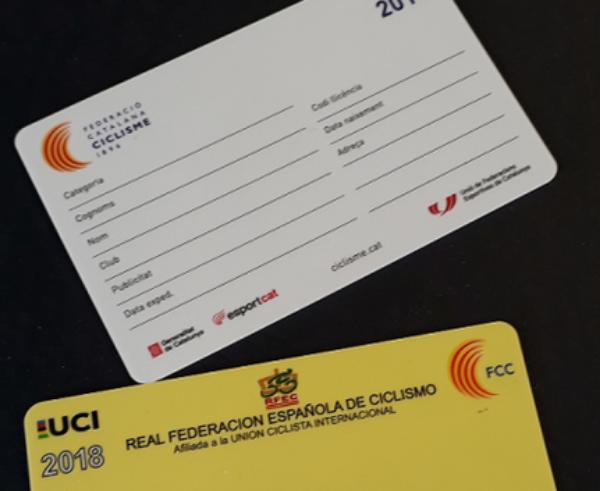 201
FEDERACIÓ
CATALANA
CICLISME
1896
Categoria
Cognoms
Nom
Club
Publicitat
Data exped.
Codi llicència
Data naixement
Adreça
Generalitat
de Catalunya
esportcat
ciclisme.cat
Unió de Federacions
Esportives de Catalunya
UCI
2018
RFEC
REAL FEDERACION ESPAÑOLA DE CICLISMO
Afiliada a la UNION CICLISTA INTERNACIONAL
FCC